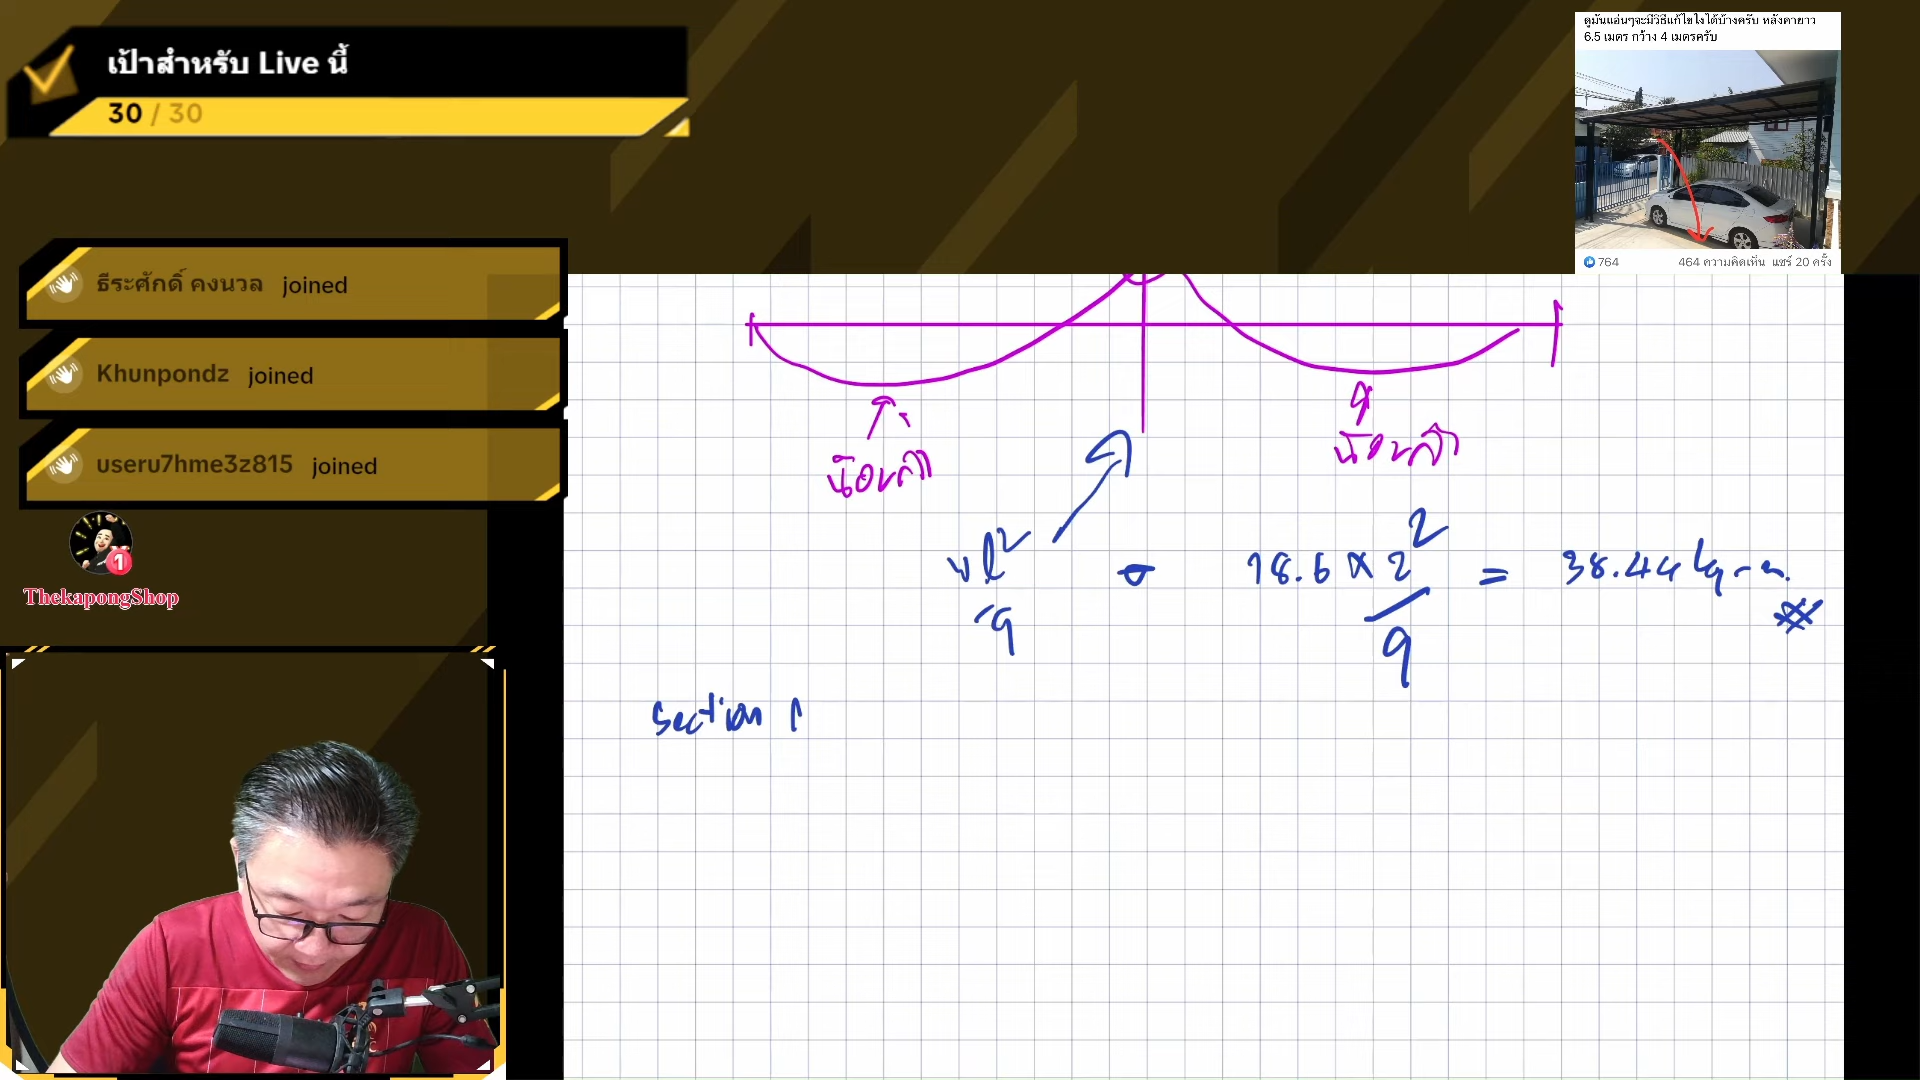 เป้าสำหรับ Live นี้
30 / 30
ดูมันแอ่นๆจะมีวิธีแก้ไขไงได้บ้างครับ หลังคายาว
6.5 เมตร กว้าง 4 เมตรครับ
764 464 ความคิดเห็น แชร์ 20 ครั้ง
ธีระศักดิ์ คงนวล joined
Khunpondz joined
useru7hme3z815 joined
1
ThekapongShop
น้อยกว่า
น้อยกว่า
wl²
9
18.6 x 2² = 38.44 kg-m.
9
section